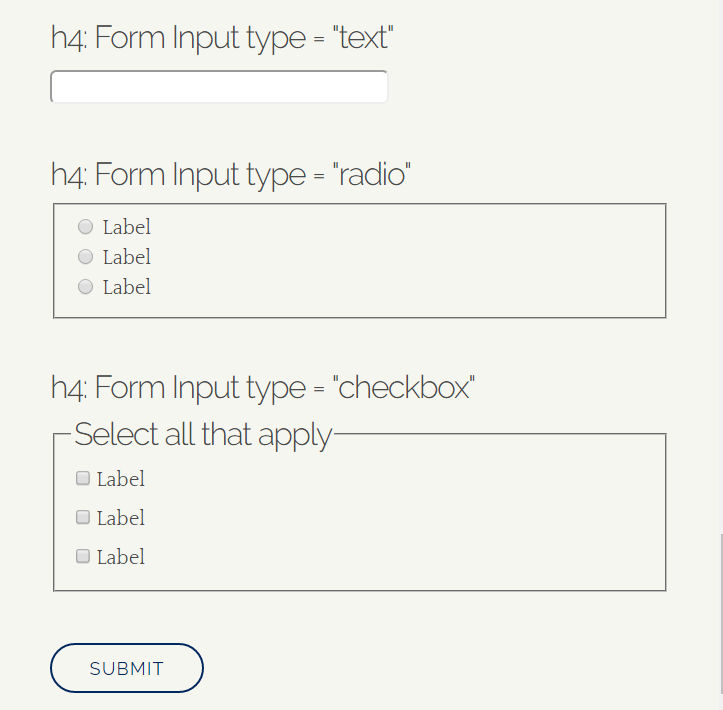 h4: Form Input type = "text"
h4: Form Input type = "radio"
Label
Label
Label
h4: Form Input type = "checkbox"
Select all that apply
Label
Label
Label
SUBMIT